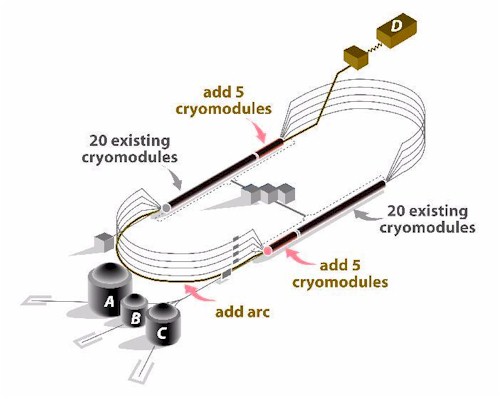 D
add 5
cryomodules
20 existing
cryomodules
20 existing
cryomodules
add 5
cryomodules
add arc
A
B
C